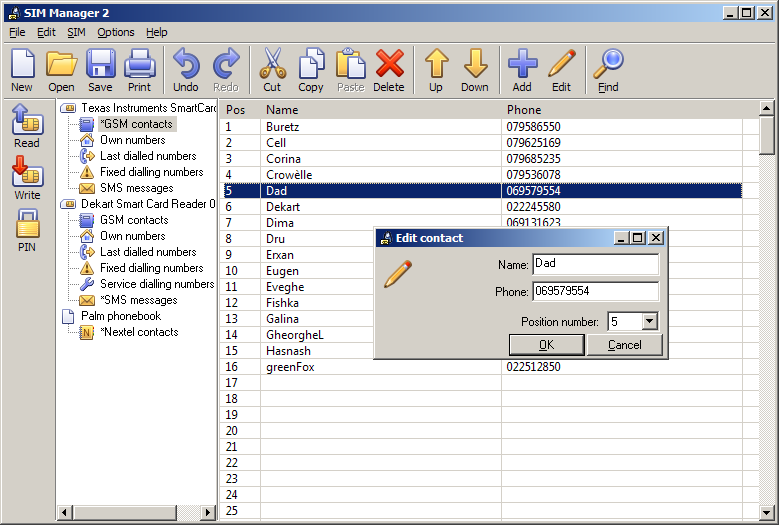 SIM Manager 2
File Edit SIM Options Help
New Open Save Print Undo Redo Cut Copy Paste Delete Up Down Add Edit Find
Read
Write
PIN
Texas Instruments SmartCard
*GSM contacts
Own numbers
Last dialled numbers
Fixed dialling numbers
SMS messages
Dekart Smart Card Reader 0
GSM contacts
Own numbers
Last dialled numbers
Fixed dialling numbers
Service dialling numbers
*SMS messages
Palm phonebook
*Nextel contacts
Pos Name Phone
1 Buretz 079586550
2 Cell 079625169
3 Corina 079685235
4 Crowèlle 079536078
5 Dad 069579554
6 Dekart 022245580
7 Dima 069131623
8 Dru
9 Erxan
10 Eugen
11 Eveghe
12 Fishka
13 Galina
14 GheorgheL
15 Hasnash
16 greenFox 022512850
17
18
19
20
21
22
23
24
25
Edit contact
Name: Dad
Phone: 069579554
Position number: 5
OK Cancel